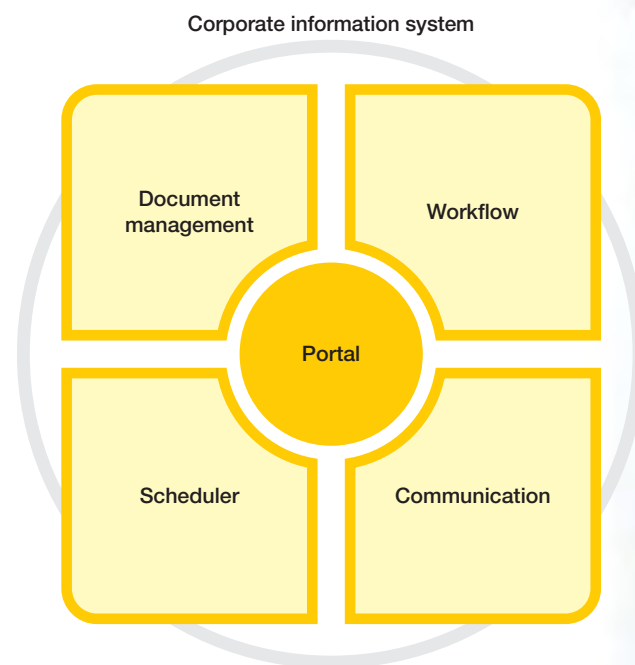 Corporate information system
Document
management
Workflow
Portal
Scheduler
Communication